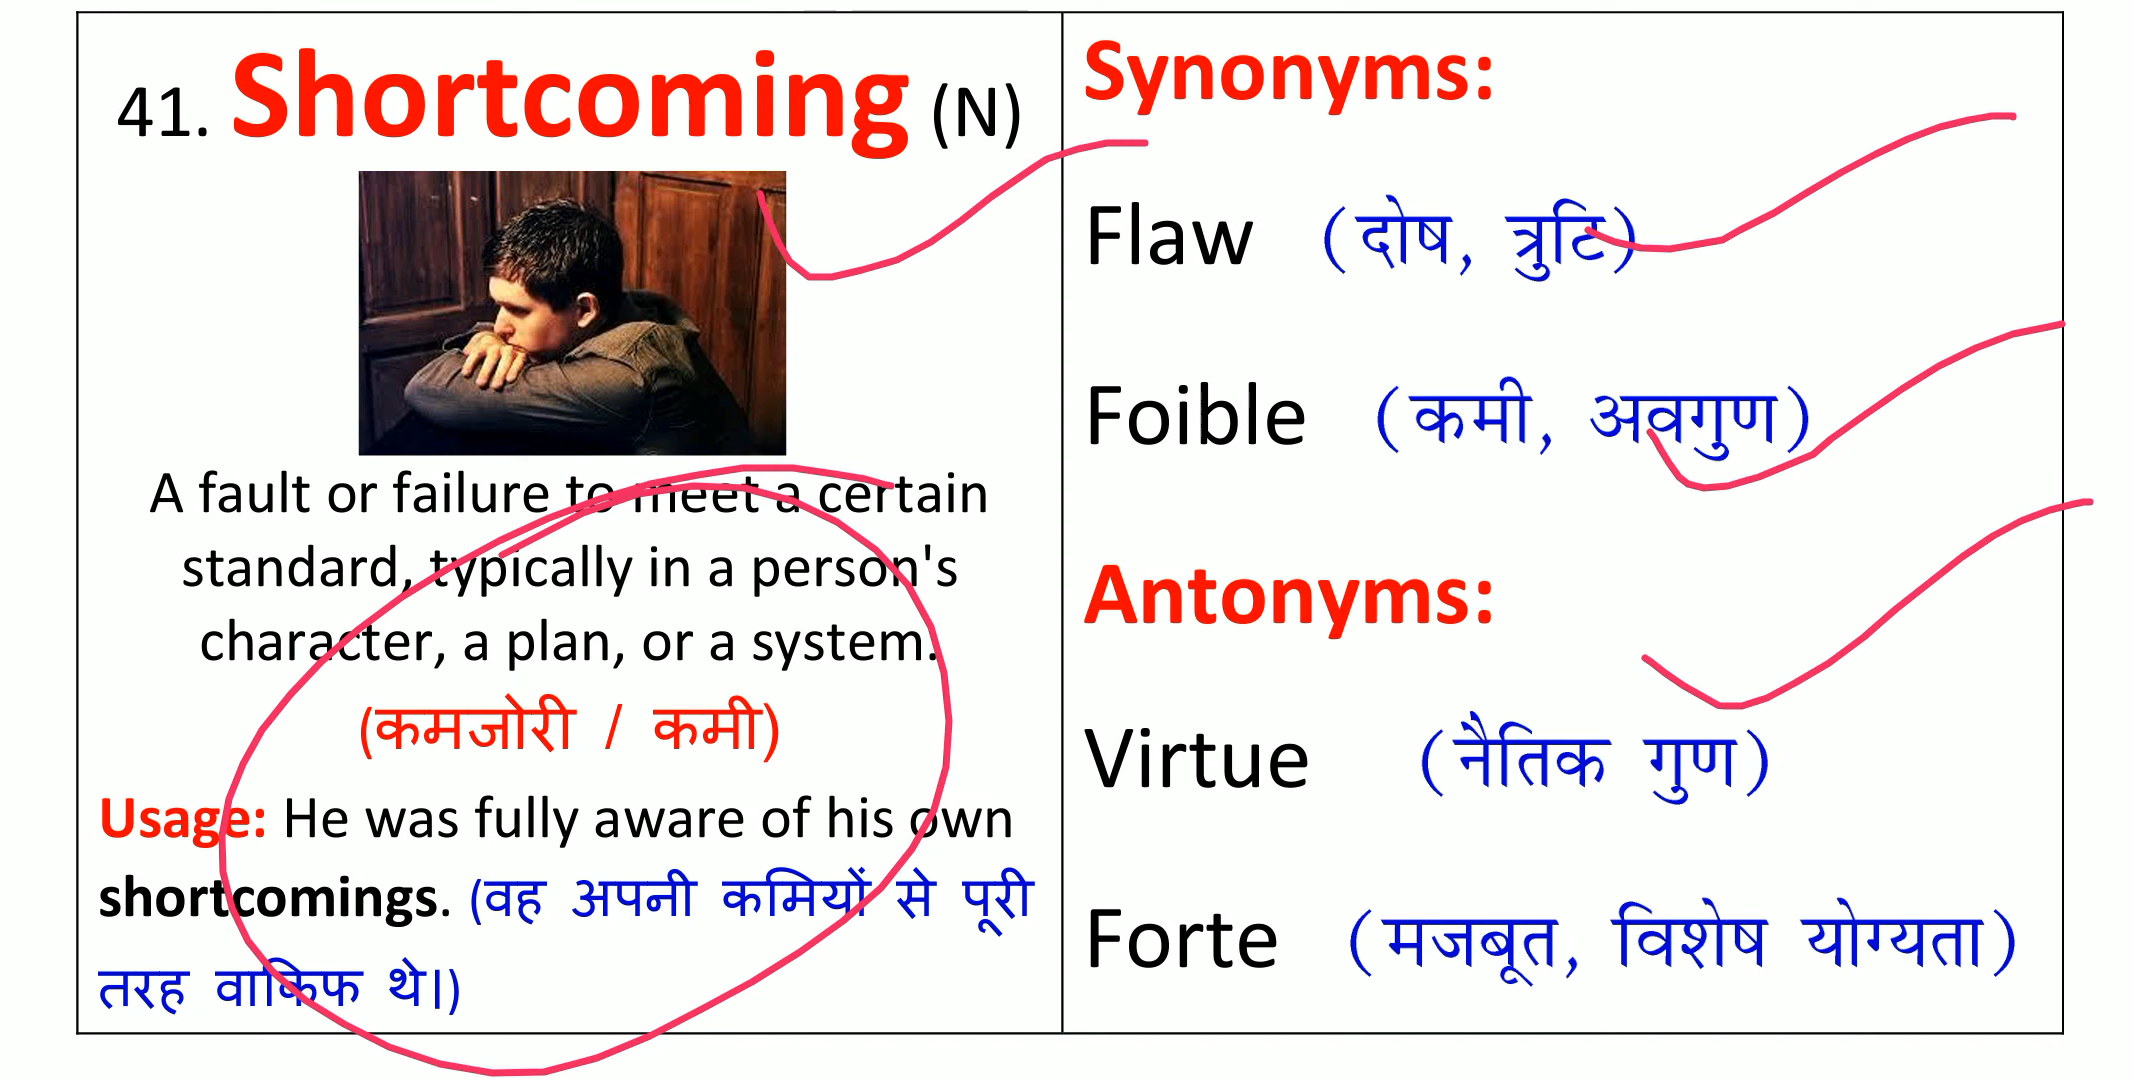 41. Shortcoming (N)
A fault or failure to meet a certain
standard, typically in a person's
character, a plan, or a system.
(कमजोरी / कमी)
Usage: He was fully aware of his own
shortcomings. (वह अपनी कमियों से पूरी
तरह वाकिफ थे।)
Synonyms:
Flaw (दोष, त्रुटि)
Foible (कमी, अवगुण)
Antonyms:
Virtue (नैतिक गुण)
Forte (मजबूत, विशेष योग्यता)